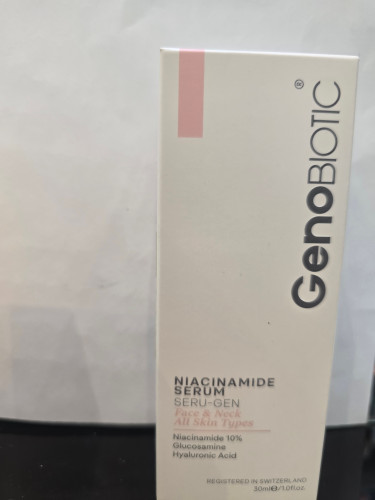 GenoBIOTIC®
NIACINAMIDE
SERUM
SERU-GEN
Face & Neck
All Skin Types
Niacinamide 10%
Glucosamine
Hyaluronic Acid
REGISTERED IN SWITZERLAND
30ml℮/1.0fl.oz.